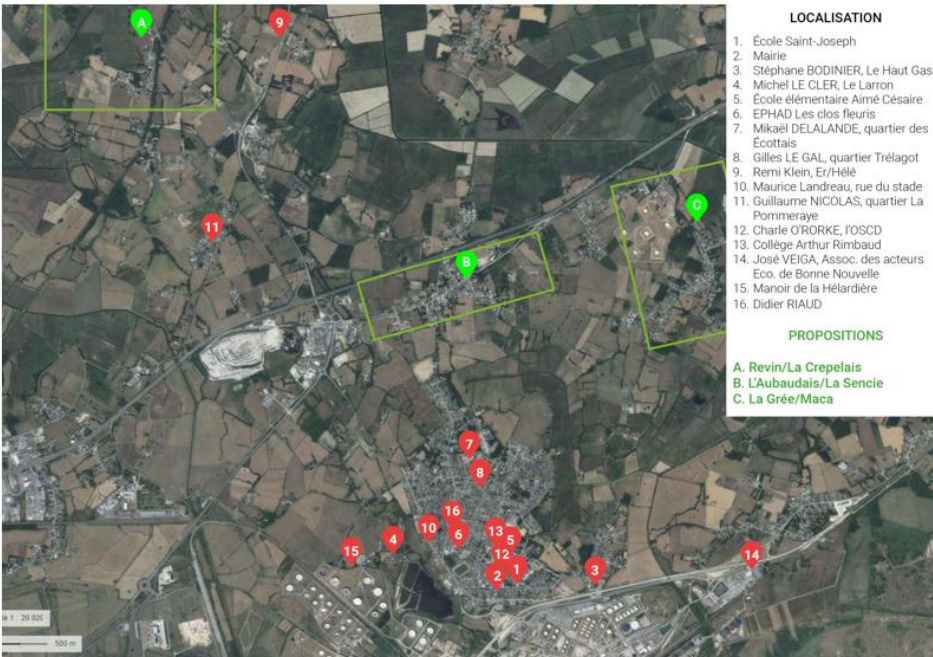 LOCALISATION
1. École Saint-Joseph
2. Mairie
3. Stéphane BODINIER, Le Haut Gas
4. Michel LE CLER, Le Larron
5. École élémentaire Aimé Césaire
6. EPHAD Les clos fleuris
7. Mikaël DELALANDE, quartier des
Écottais
8. Gilles LE GAL, quartier Trélagot
9. Remi Klein, Er/Hélé
10. Maurice Landreau, rue du stade
11. Guillaume NICOLAS, quartier La
Pommeraye
12. Charle O'RORKE, l'OSCD
13. Collège Arthur Rimbaud
14. José VEIGA, Assoc. des acteurs
Eco. de Bonne Nouvelle
15. Manoir de la Hélardière
16. Didier RIAUD
PROPOSITIONS
A. Revin/La Crepelais
B. L'Aubaudais/La Sencie
C. La Grée/Maca
A
9
C
11
B
7
8
16
10
6
13
5
12
4
15
14
3
1
2
1 : 20 025
500 m